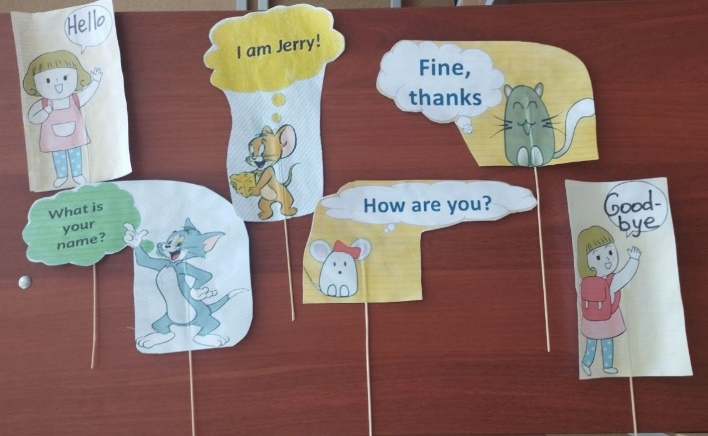 Hello
I am Jerry!
Fine,
thanks
What is
your
name?
How are you?
Good-
bye